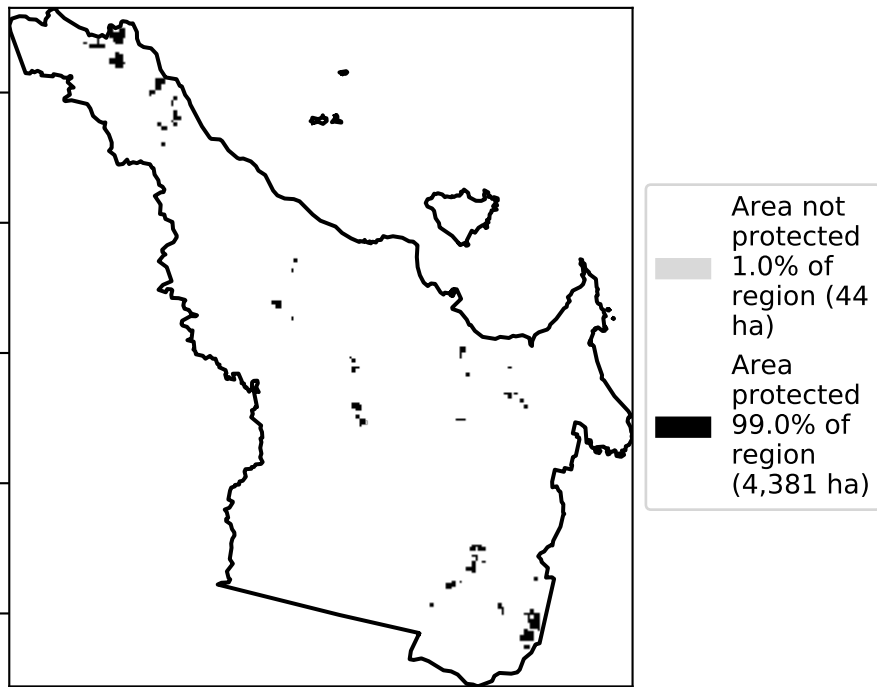 Area not
protected
1.0% of
region (44
ha)
Area
protected
99.0% of
region
(4,381 ha)